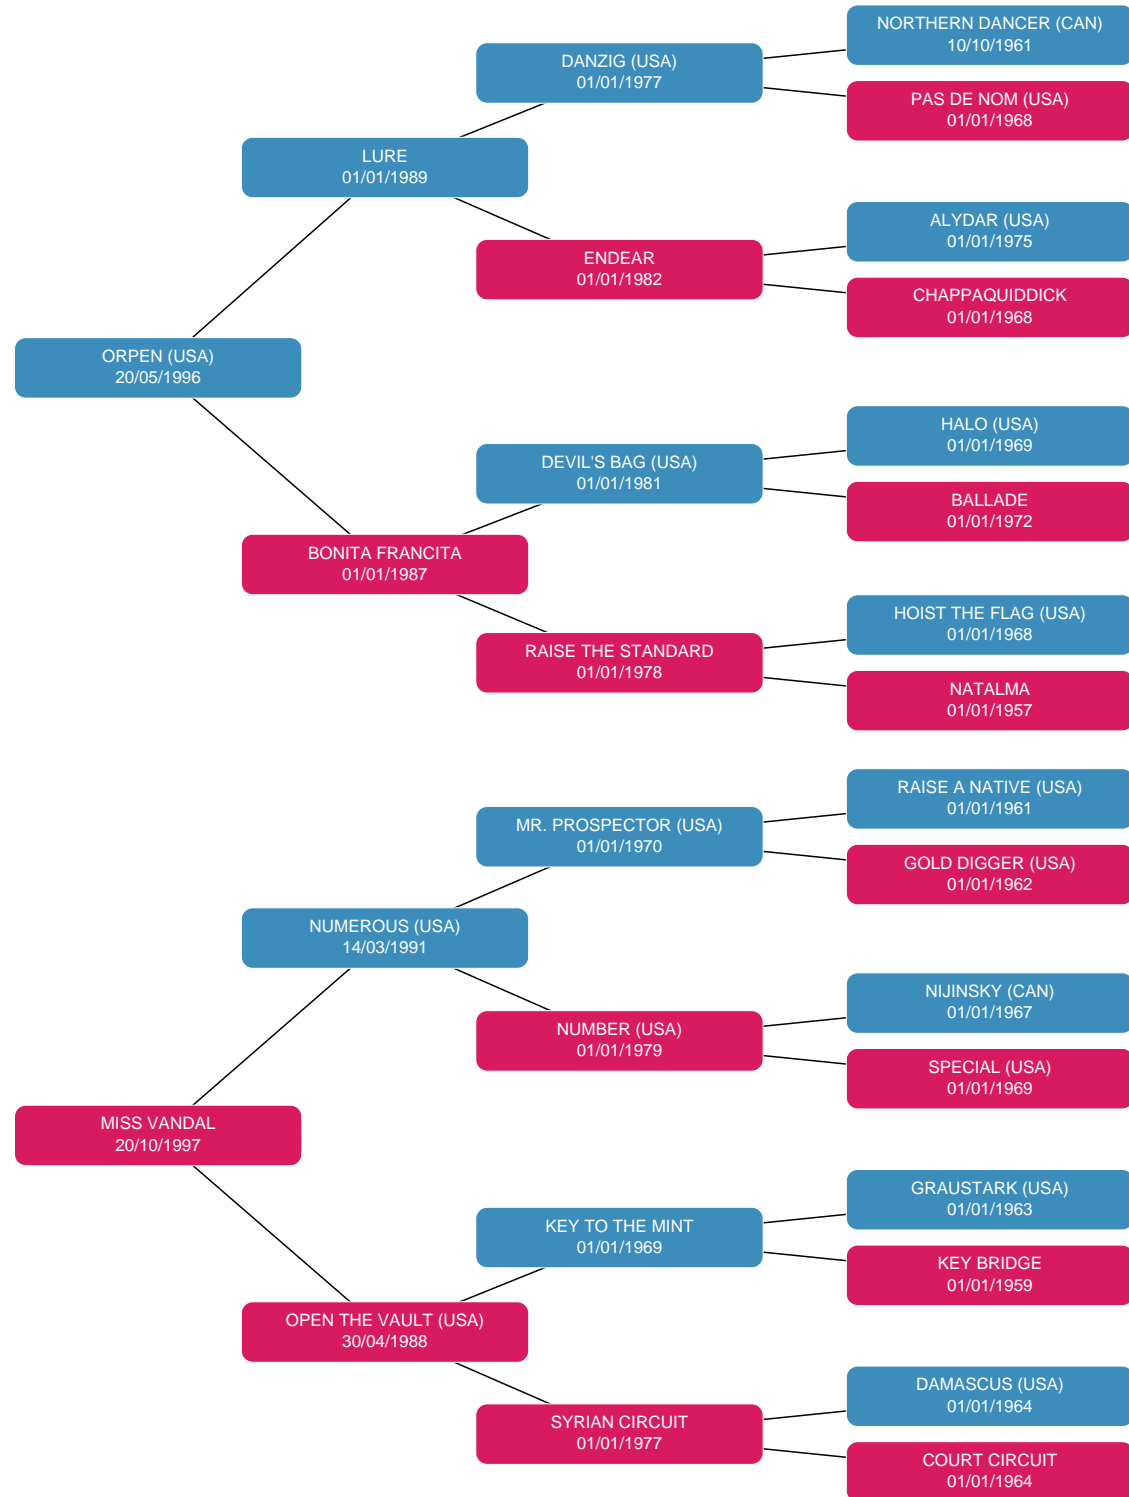 NORTHERN DANCER (CAN)
10/10/1961
DANZIG (USA)
01/01/1977
PAS DE NOM (USA)
01/01/1968
LURE
01/01/1989
ALYDAR (USA)
01/01/1975
ENDEAR
01/01/1982
CHAPPAQUIDDICK
01/01/1968
ORPEN (USA)
20/05/1996
HALO (USA)
01/01/1969
DEVIL'S BAG (USA)
01/01/1981
BALLADE
01/01/1972
BONITA FRANCITA
01/01/1987
HOIST THE FLAG (USA)
01/01/1968
RAISE THE STANDARD
01/01/1978
NATALMA
01/01/1957
RAISE A NATIVE (USA)
01/01/1961
MR. PROSPECTOR (USA)
01/01/1970
GOLD DIGGER (USA)
01/01/1962
NUMEROUS (USA)
14/03/1991
NIJINSKY (CAN)
01/01/1967
NUMBER (USA)
01/01/1979
SPECIAL (USA)
01/01/1969
MISS VANDAL
20/10/1997
GRAUSTARK (USA)
01/01/1963
KEY TO THE MINT
01/01/1969
KEY BRIDGE
01/01/1959
OPEN THE VAULT (USA)
30/04/1988
DAMASCUS (USA)
01/01/1964
SYRIAN CIRCUIT
01/01/1977
COURT CIRCUIT
01/01/1964